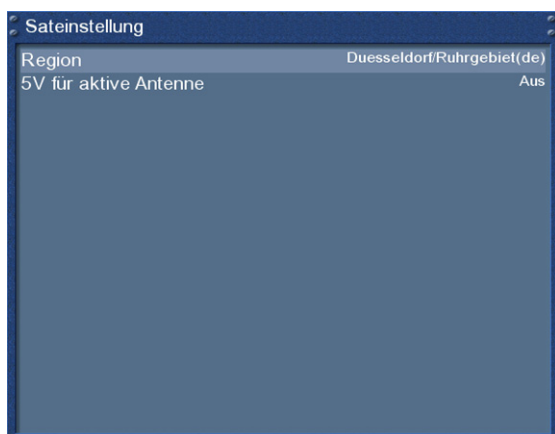 Sateinstellung
Region Duesseldorf/Ruhrgebiet(de)
5V für aktive Antenne Aus